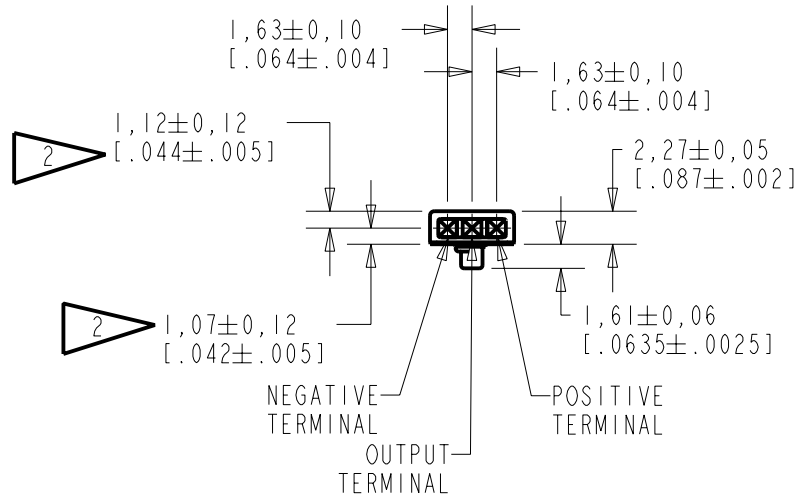 1,63±0,10
[.064±.004]
1,63±0,10
[.064±.004]
1,12±0,12
[.044±.005]
2
2,27±0,05
[.087±.002]
2
1,07±0,12
[.042±.005]
1,61±0,06
[.0635±.0025]
NEGATIVE
TERMINAL
POSITIVE
TERMINAL
OUTPUT
TERMINAL